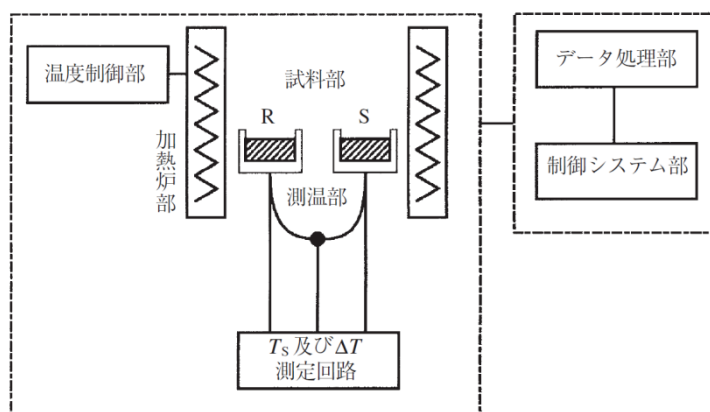 温度制御部
加熱炉部
試料部
R
S
測温部
T_S 及び ΔT
測定回路
データ処理部
制御システム部